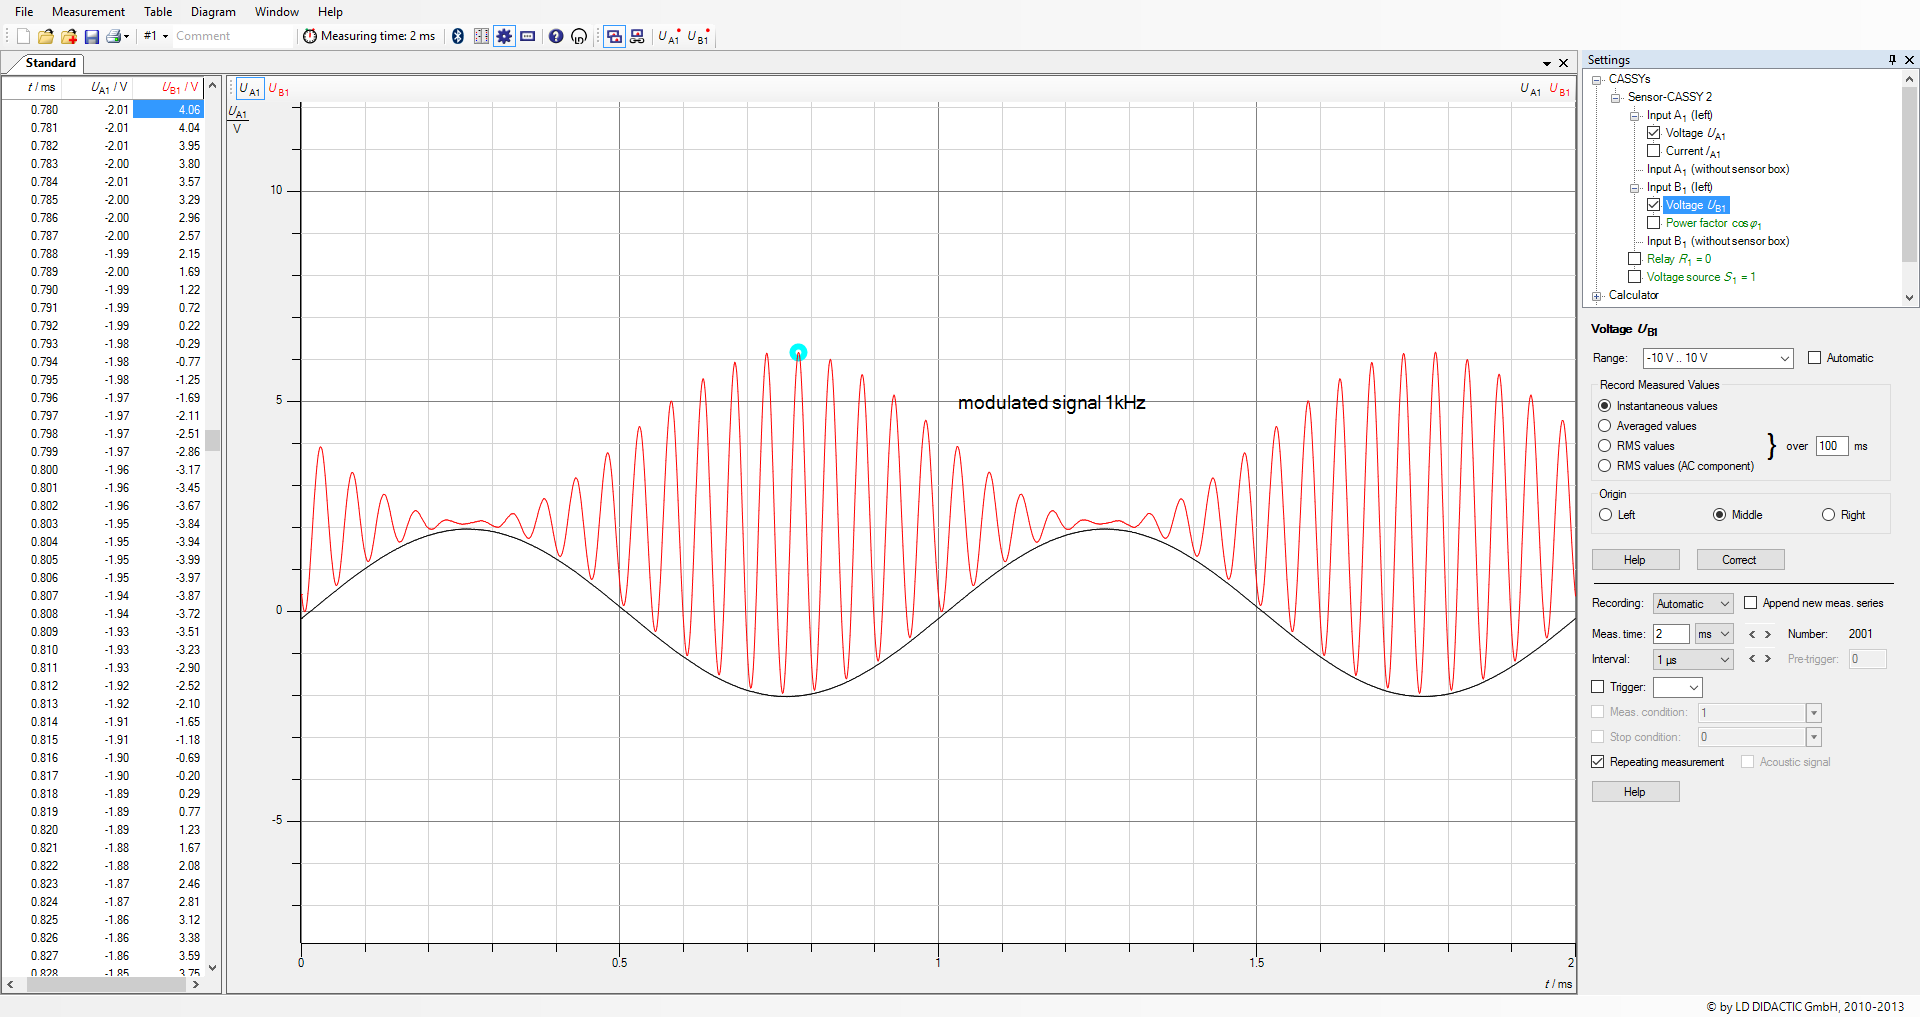 File Measurement Table Diagram Window Help
#1 Comment Measuring time: 2 ms UA1 UB1
Standard
t / ms UA1 / V UB1 / V
0.780 -2.01 4.06
0.781 -2.01 4.04
0.782 -2.01 3.95
0.783 -2.00 3.80
0.784 -2.01 3.57
0.785 -2.00 3.29
0.786 -2.00 2.96
0.787 -2.00 2.57
0.788 -1.99 2.15
0.789 -2.00 1.69
0.790 -1.99 1.22
0.791 -1.99 0.72
0.792 -1.99 0.22
0.793 -1.98 -0.29
0.794 -1.98 -0.77
0.795 -1.98 -1.25
0.796 -1.97 -1.69
0.797 -1.97 -2.11
0.798 -1.97 -2.51
0.799 -1.97 -2.86
0.800 -1.96 -3.17
0.801 -1.96 -3.45
0.802 -1.96 -3.67
0.803 -1.95 -3.84
0.804 -1.95 -3.94
0.805 -1.95 -3.99
0.806 -1.95 -3.97
0.807 -1.94 -3.87
0.808 -1.94 -3.72
0.809 -1.93 -3.51
0.810 -1.93 -3.23
0.811 -1.93 -2.90
0.812 -1.92 -2.52
0.813 -1.92 -2.10
0.814 -1.91 -1.65
0.815 -1.91 -1.18
0.816 -1.90 -0.69
0.817 -1.90 -0.20
0.818 -1.89 0.29
0.819 -1.89 0.77
0.820 -1.89 1.23
0.821 -1.88 1.67
0.822 -1.88 2.08
0.823 -1.87 2.46
0.824 -1.87 2.81
0.825 -1.86 3.12
0.826 -1.86 3.38
0.827 -1.86 3.59
0.828 -1.85 3.75
UA1 UB1
UA1 UB1
UA1
V
10
5
0
-5
modulated signal 1kHz
0 0.5 1 1.5 2
t / ms
Settings
CASSYs
Sensor-CASSY 2
Input A1 (left)
Voltage UA1
Current IA1
Input A1 (without sensor box)
Input B1 (left)
Voltage UB1
Power factor cosφ1
Input B1 (without sensor box)
Relay R1 = 0
Voltage source S1 = 1
Calculator
Voltage UB1
Range: -10 V .. 10 V Automatic
Record Measured Values
Instantaneous values
Averaged values
RMS values } over 100 ms
RMS values (AC component)
Origin
Left Middle Right
Help Correct
Recording: Automatic Append new meas. series
Meas. time: 2 ms < > Number: 2001
Interval: 1 µs < > Pre-trigger: 0
Trigger:
Meas. condition: 1
Stop condition: 0
Repeating measurement Acoustic signal
Help
© by LD DIDACTIC GmbH, 2010-2013